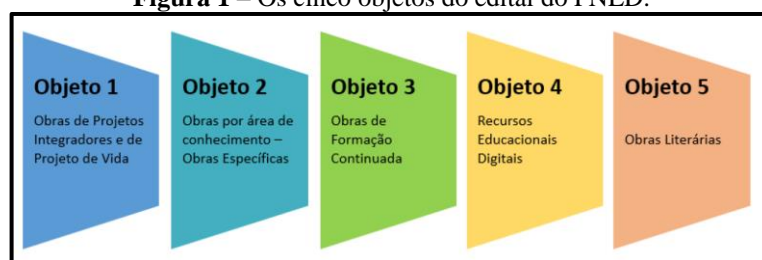 Figura 1 – Os cinco objetos do edital do PNLD.
Objeto 1
Obras de Projetos
Integradores e de
Projeto de Vida
Objeto 2
Obras por área de
conhecimento –
Obras Específicas
Objeto 3
Obras de
Formação
Continuada
Objeto 4
Recursos
Educacionais
Digitais
Objeto 5
Obras Literárias